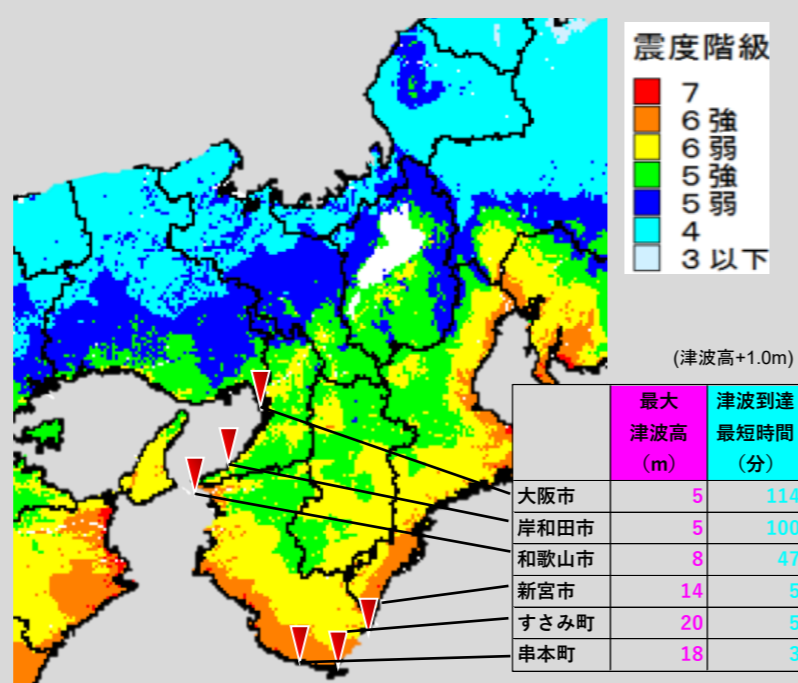 震度階級
7
6強
6弱
5強
5弱
4
3以下
(津波高+1.0m)
最大 津波高 (m) 津波到達 最短時間 (分)
大阪市 5 114
岸和田市 5 100
和歌山市 8 47
新宮市 14 5
すさみ町 20 5
串本町 18 3